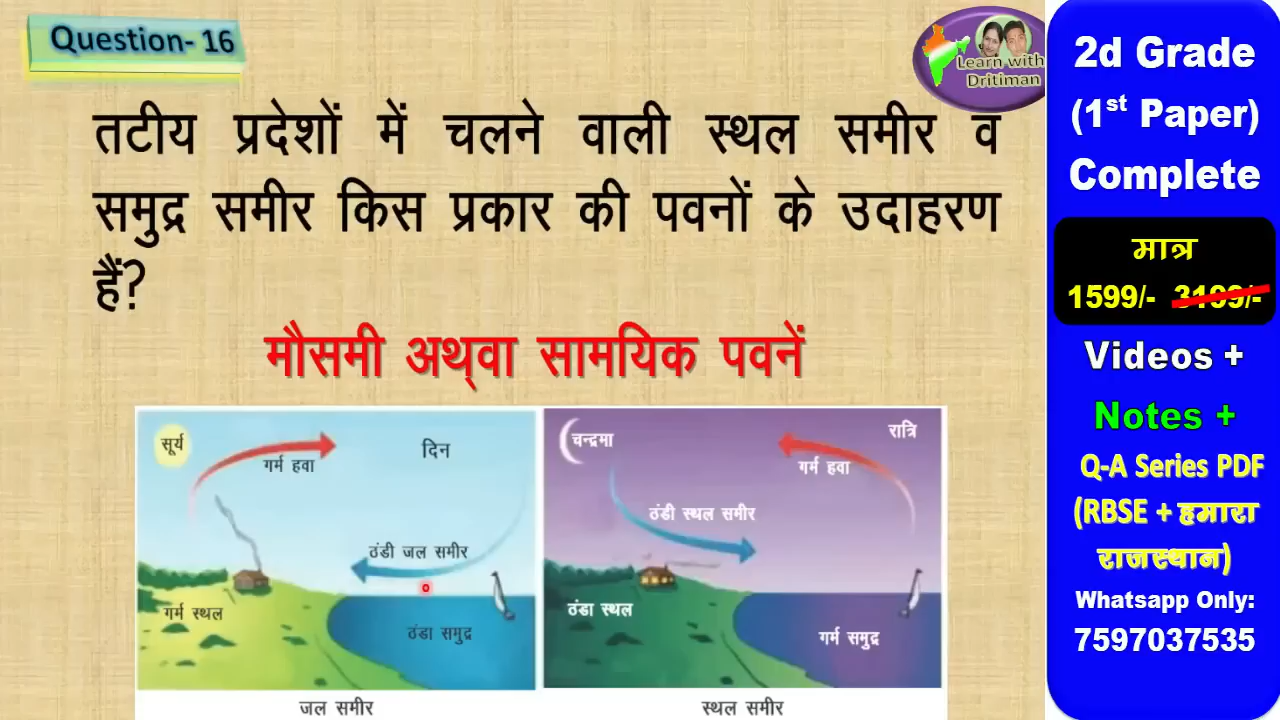 Question- 16
Learn with
Dritiman
तटीय प्रदेशों में चलने वाली स्थल समीर व
समुद्र समीर किस प्रकार की पवनों के उदाहरण
हैं?
मौसमी अथ्वा सामयिक पवनें
सूर्य
दिन
गर्म हवा
ठंडी जल समीर
गर्म स्थल
ठंडा समुद्र
जल समीर
चन्द्रमा
रात्रि
गर्म हवा
ठंडी स्थल समीर
ठंडा स्थल
गर्म समुद्र
स्थल समीर
2d Grade
(1st Paper)
Complete
मात्र
1599/- 3199/-
Videos +
Notes +
Q-A Series PDF
(RBSE + हमारा
राजस्थान)
Whatsapp Only:
7597037535